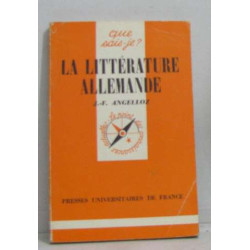 que
sais-je?
LA LITTÉRATURE
ALLEMANDE
J.-F. ANGELLOZ
PRESSES UNIVERSITAIRES DE FRANCE